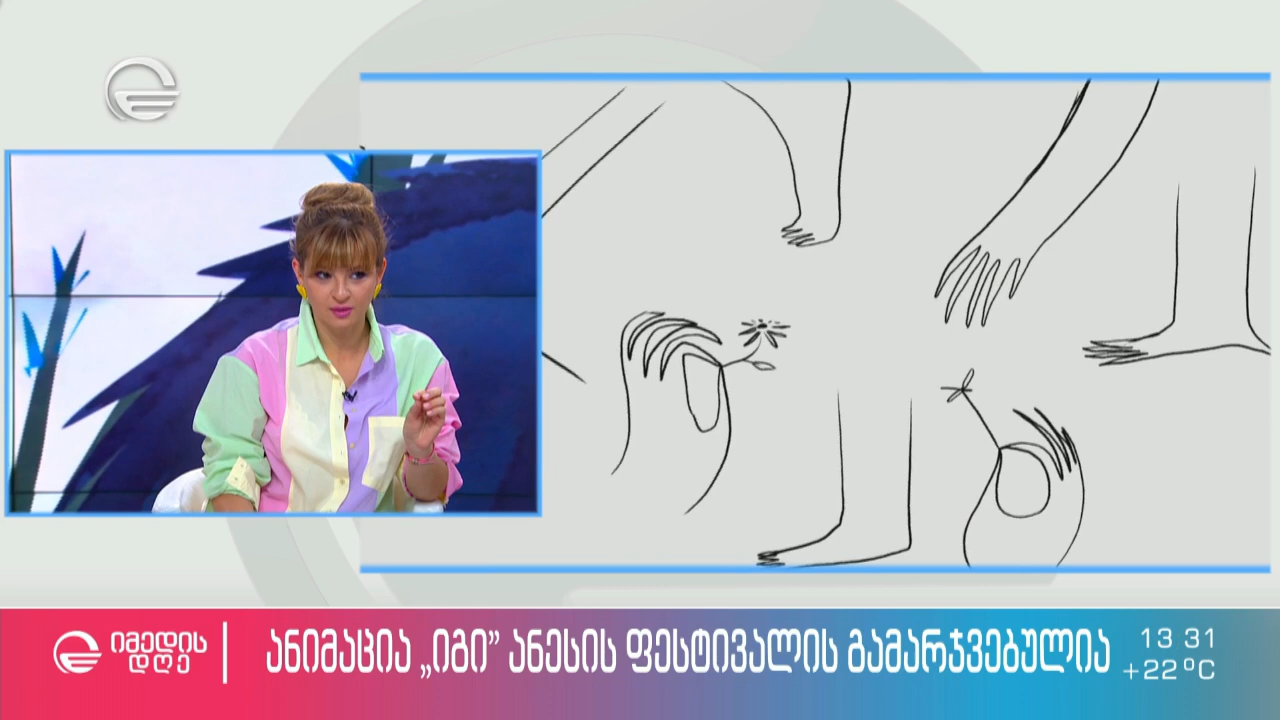 იმედის
დღე
ანიმაცია „იგი” ანესის ფესტივალის გამარჯვებულია
13 31
+22°C